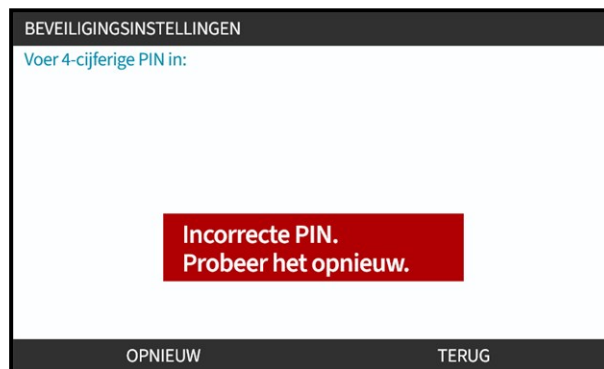 BEVEILIGINGSINSTELLINGEN
Voer 4-cijferige PIN in:
Incorrecte PIN.
Probeer het opnieuw.
OPNIEUW TERUG